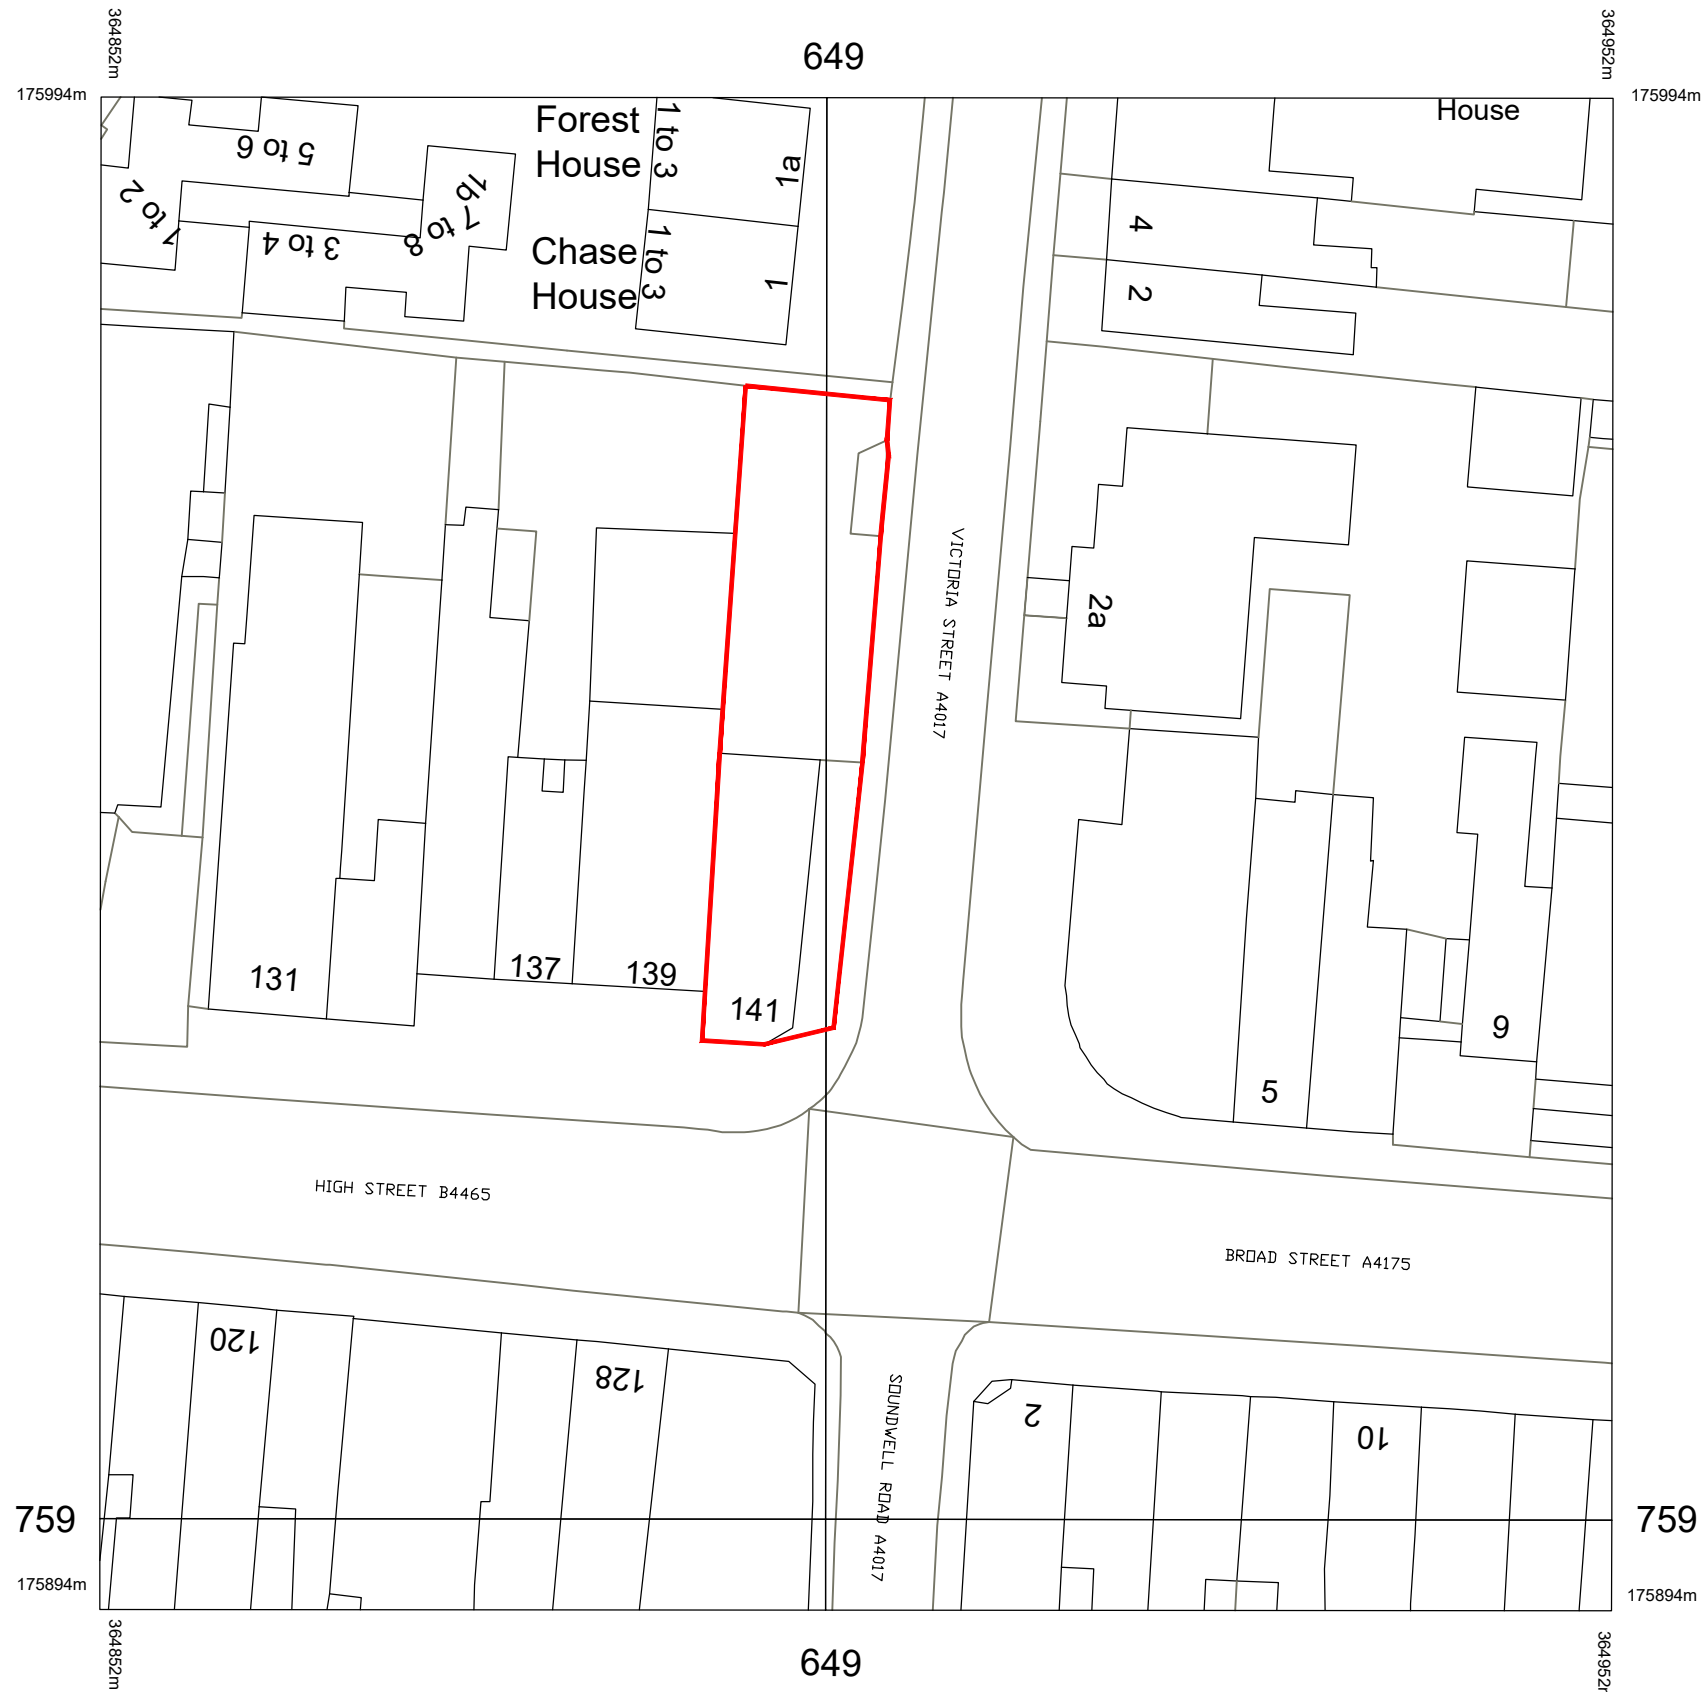 364852m
649
364952m
175994m
175994m
Forest
House
1 to 3
1a
House
5 to 6
1b
7 to 8
1 to 2
3 to 4
Chase
House
1 to 3
1
4
2
VICTORIA STREET A4017
2a
131
137
139
141
9
5
HIGH STREET B4465
BROAD STREET A4175
120
128
SOUNDWELL ROAD A4017
2
10
759
759
175894m
175894m
364852m
649
364952r